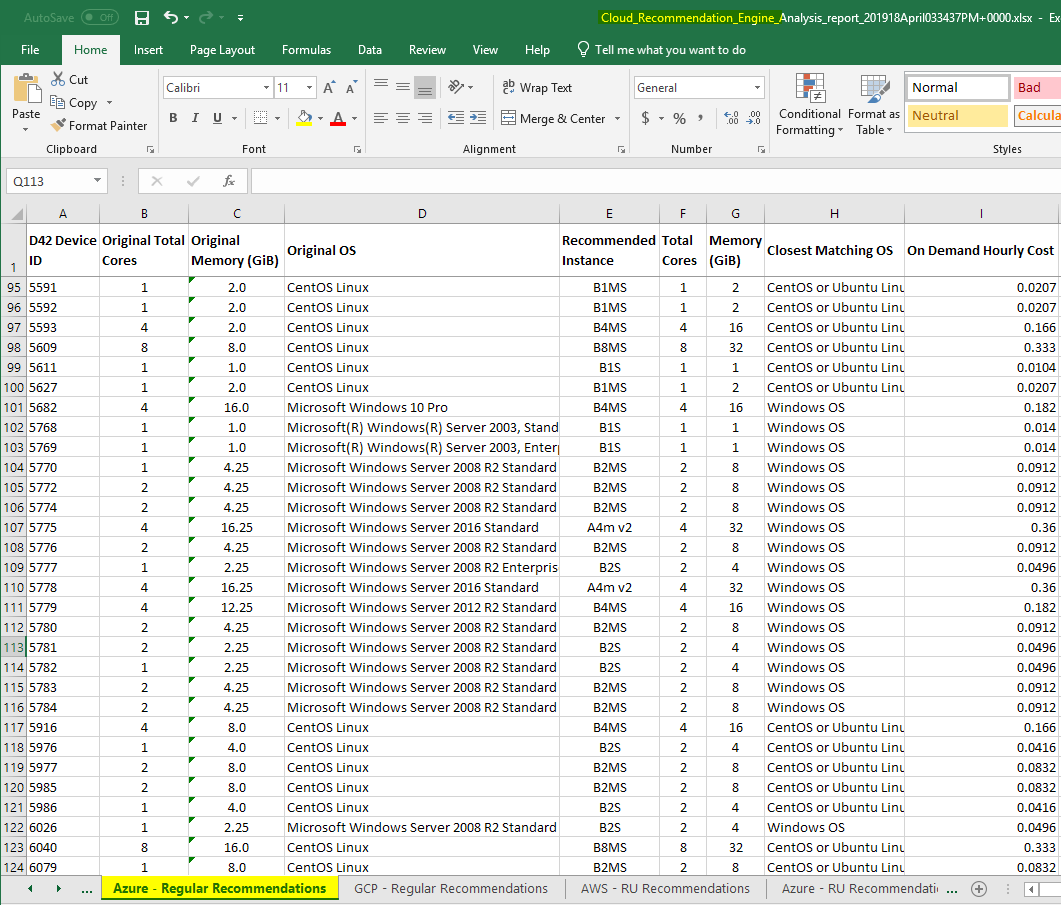 AutoSave Off Cloud_Recommendation_Engine_Analysis_report_201918April033437PM+0000.xlsx - Ex
File Home Insert Page Layout Formulas Data Review View Help Tell me what you want to do
Paste Cut Copy Format Painter
Calibri 11 A A B I U A
Wrap Text Merge & Center
General $ % , .00 .0
Conditional Formatting Format as Table
Normal Bad Neutral Calcula
Clipboard Font Alignment Number Styles
Q113 fx
A B C D E F G H I
1 D42 Device ID Original Total Cores Original Memory (GiB) Original OS Recommended Instance Total Cores Memory (GiB) Closest Matching OS On Demand Hourly Cost
95 5591 1 2.0 CentOS Linux B1MS 1 2 CentOS or Ubuntu Linu 0.0207
96 5592 1 2.0 CentOS Linux B1MS 1 2 CentOS or Ubuntu Linu 0.0207
97 5593 4 2.0 CentOS Linux B4MS 4 16 CentOS or Ubuntu Linu 0.166
98 5609 8 8.0 CentOS Linux B8MS 8 32 CentOS or Ubuntu Linu 0.333
99 5611 1 1.0 CentOS Linux B1S 1 1 CentOS or Ubuntu Linu 0.0104
100 5627 1 2.0 CentOS Linux B1MS 1 2 CentOS or Ubuntu Linu 0.0207
101 5682 4 16.0 Microsoft Windows 10 Pro B4MS 4 16 Windows OS 0.182
102 5768 1 1.0 Microsoft(R) Windows(R) Server 2003, Stand B1S 1 1 Windows OS 0.014
103 5769 1 1.0 Microsoft(R) Windows(R) Server 2003, Enter B1S 1 1 Windows OS 0.014
104 5770 1 4.25 Microsoft Windows Server 2008 R2 Standard B2MS 2 8 Windows OS 0.0912
105 5772 2 4.25 Microsoft Windows Server 2008 R2 Standard B2MS 2 8 Windows OS 0.0912
106 5774 2 4.25 Microsoft Windows Server 2008 R2 Standard B2MS 2 8 Windows OS 0.0912
107 5775 4 16.25 Microsoft Windows Server 2016 Standard A4m v2 4 32 Windows OS 0.36
108 5776 2 4.25 Microsoft Windows Server 2008 R2 Standard B2MS 2 8 Windows OS 0.0912
109 5777 1 2.25 Microsoft Windows Server 2008 R2 Enterpris B2S 2 4 Windows OS 0.0496
110 5778 4 16.25 Microsoft Windows Server 2016 Standard A4m v2 4 32 Windows OS 0.36
111 5779 4 12.25 Microsoft Windows Server 2012 R2 Standard B4MS 4 16 Windows OS 0.182
112 5780 2 4.25 Microsoft Windows Server 2008 R2 Standard B2MS 2 8 Windows OS 0.0912
113 5781 2 2.25 Microsoft Windows Server 2008 R2 Standard B2S 2 4 Windows OS 0.0496
114 5782 1 2.25 Microsoft Windows Server 2008 R2 Standard B2S 2 4 Windows OS 0.0496
115 5783 2 4.25 Microsoft Windows Server 2008 R2 Standard B2MS 2 8 Windows OS 0.0912
116 5784 2 4.25 Microsoft Windows Server 2008 R2 Standard B2MS 2 8 Windows OS 0.0912
117 5916 4 8.0 CentOS Linux B4MS 4 16 CentOS or Ubuntu Linu 0.166
118 5976 1 4.0 CentOS Linux B2S 2 4 CentOS or Ubuntu Linu 0.0416
119 5977 2 8.0 CentOS Linux B2MS 2 8 CentOS or Ubuntu Linu 0.0832
120 5985 2 8.0 CentOS Linux B2MS 2 8 CentOS or Ubuntu Linu 0.0832
121 5986 1 4.0 CentOS Linux B2S 2 4 CentOS or Ubuntu Linu 0.0416
122 6026 1 2.25 Microsoft Windows Server 2008 R2 Standard B2S 2 4 Windows OS 0.0496
123 6040 8 16.0 CentOS Linux B8MS 8 32 CentOS or Ubuntu Linu 0.333
124 6079 1 8.0 CentOS Linux B2MS 2 8 CentOS or Ubuntu Linu 0.0832
... Azure - Regular Recommendations GCP - Regular Recommendations AWS - RU Recommendations Azure - RU Recommendati ...